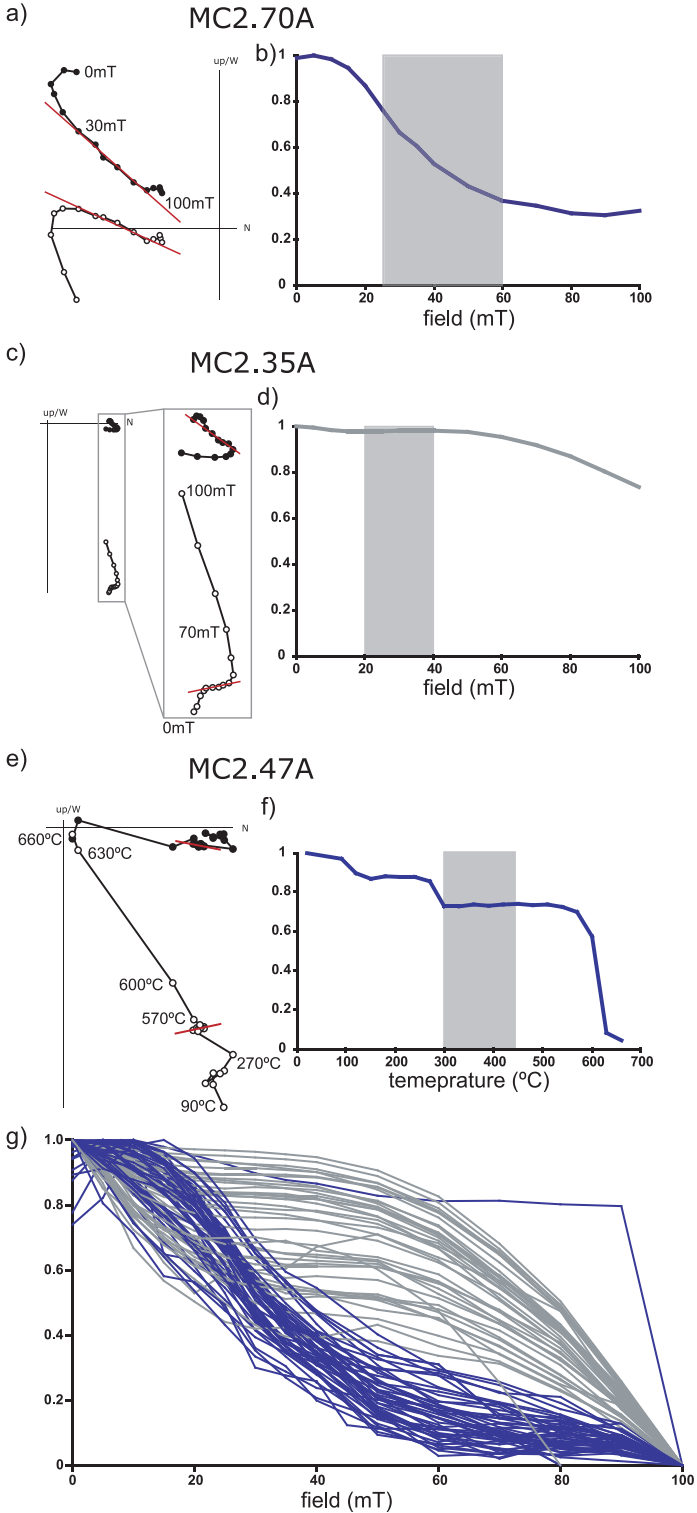 a)
MC2.70A
up/W
0mT
30mT
100mT
N
b)
1
0.8
0.6
0.4
0.2
0
0 20 40 60 80 100
field (mT)
c)
MC2.35A
up/W
N
100mT
70mT
0mT
d)
1
0.8
0.6
0.4
0.2
0
0 20 40 60 80 100
field (mT)
e)
MC2.47A
up/W
N
660ºC
630ºC
600ºC
570ºC
270ºC
90ºC
f)
1
0.8
0.6
0.4
0.2
0
0 100 200 300 400 500 600 700
temeprature (ºC)
g)
1.0
0.8
0.6
0.4
0.2
0
0 20 40 60 80 100
field (mT)